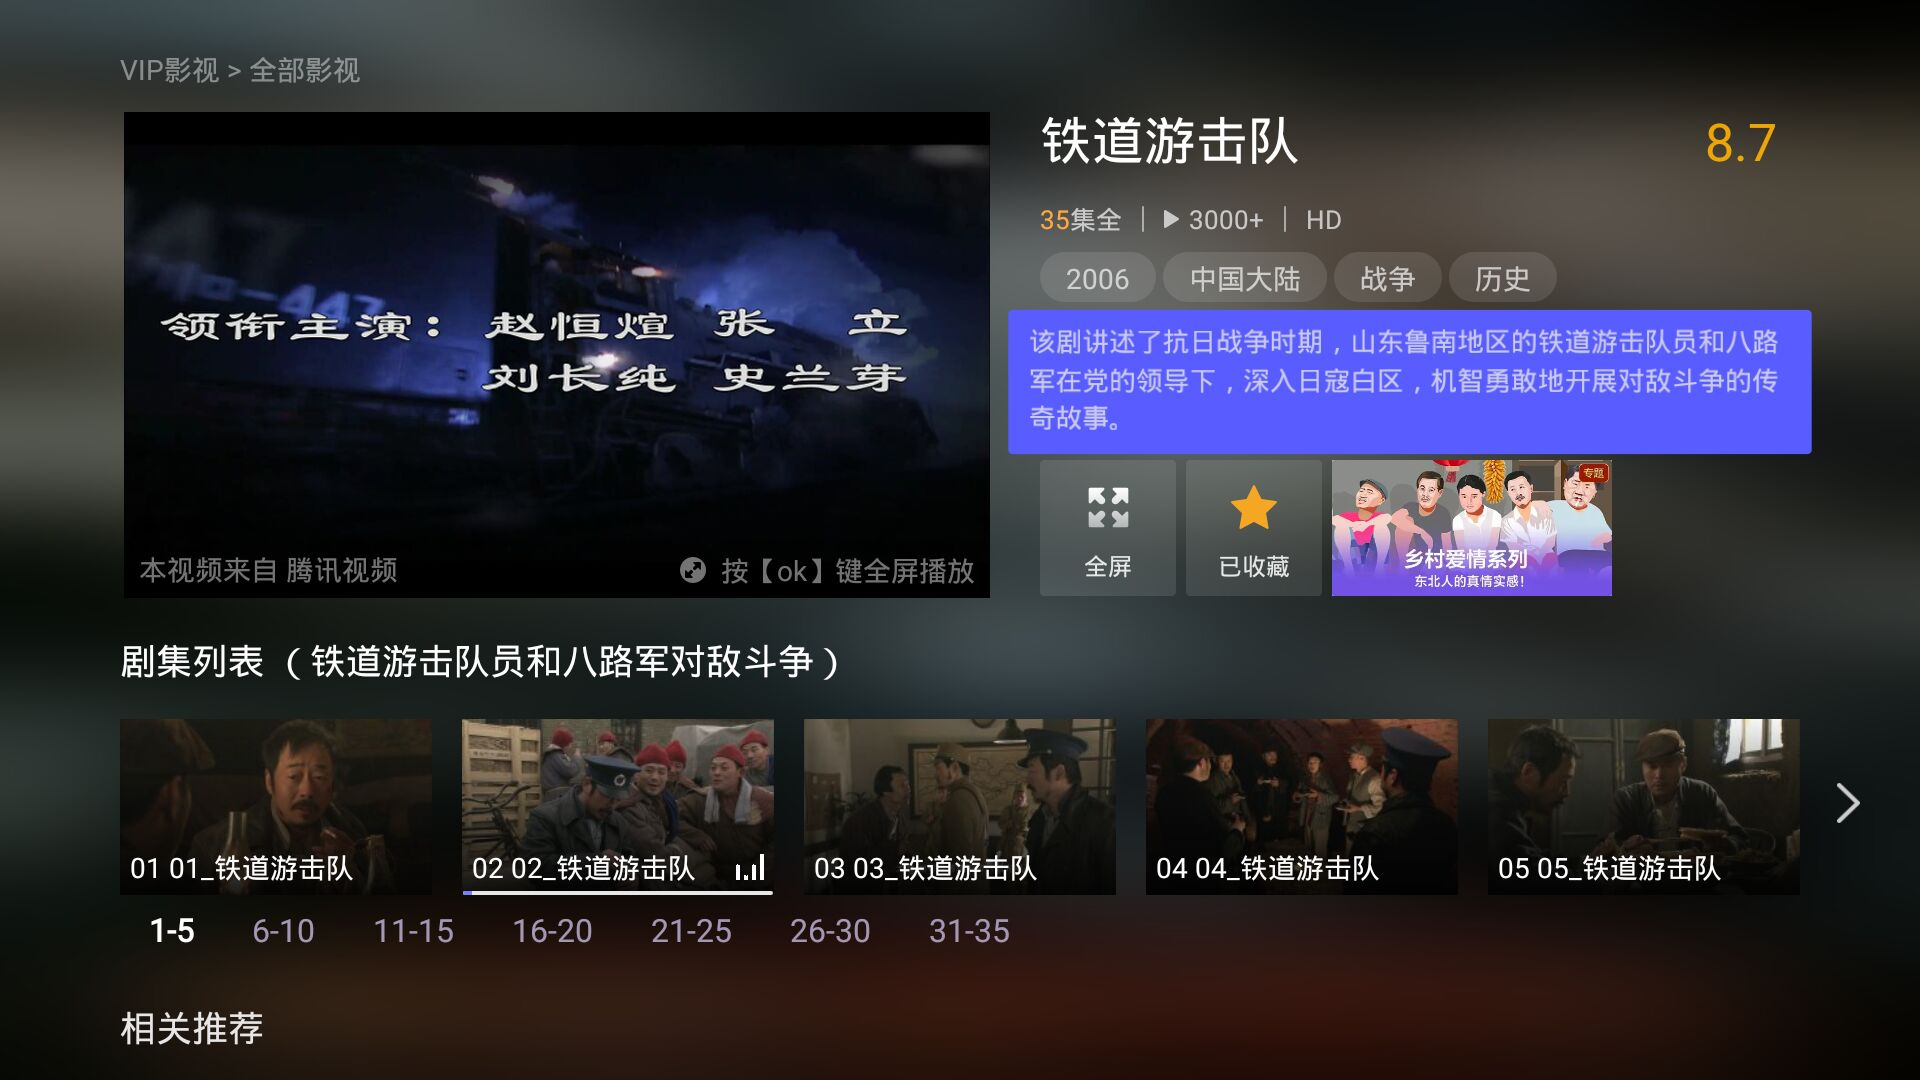 VIP影视 > 全部影视
领衔主演：赵恒煊 张 立
刘长纯 史兰芽
本视频来自 腾讯视频
按【ok】键全屏播放
铁道游击队
8.7
35集全 | 3000+ | HD
2006 中国大陆 战争 历史
该剧讲述了抗日战争时期，山东鲁南地区的铁道游击队员和八路
军在党的领导下，深入日寇白区，机智勇敢地开展对敌斗争的传
奇故事。
全屏
已收藏
专题
乡村爱情系列
东北人的真情实感！
剧集列表（铁道游击队员和八路军对敌斗争）
01 01_铁道游击队
02 02_铁道游击队
03 03_铁道游击队
04 04_铁道游击队
05 05_铁道游击队
1-5 6-10 11-15 16-20 21-25 26-30 31-35
相关推荐